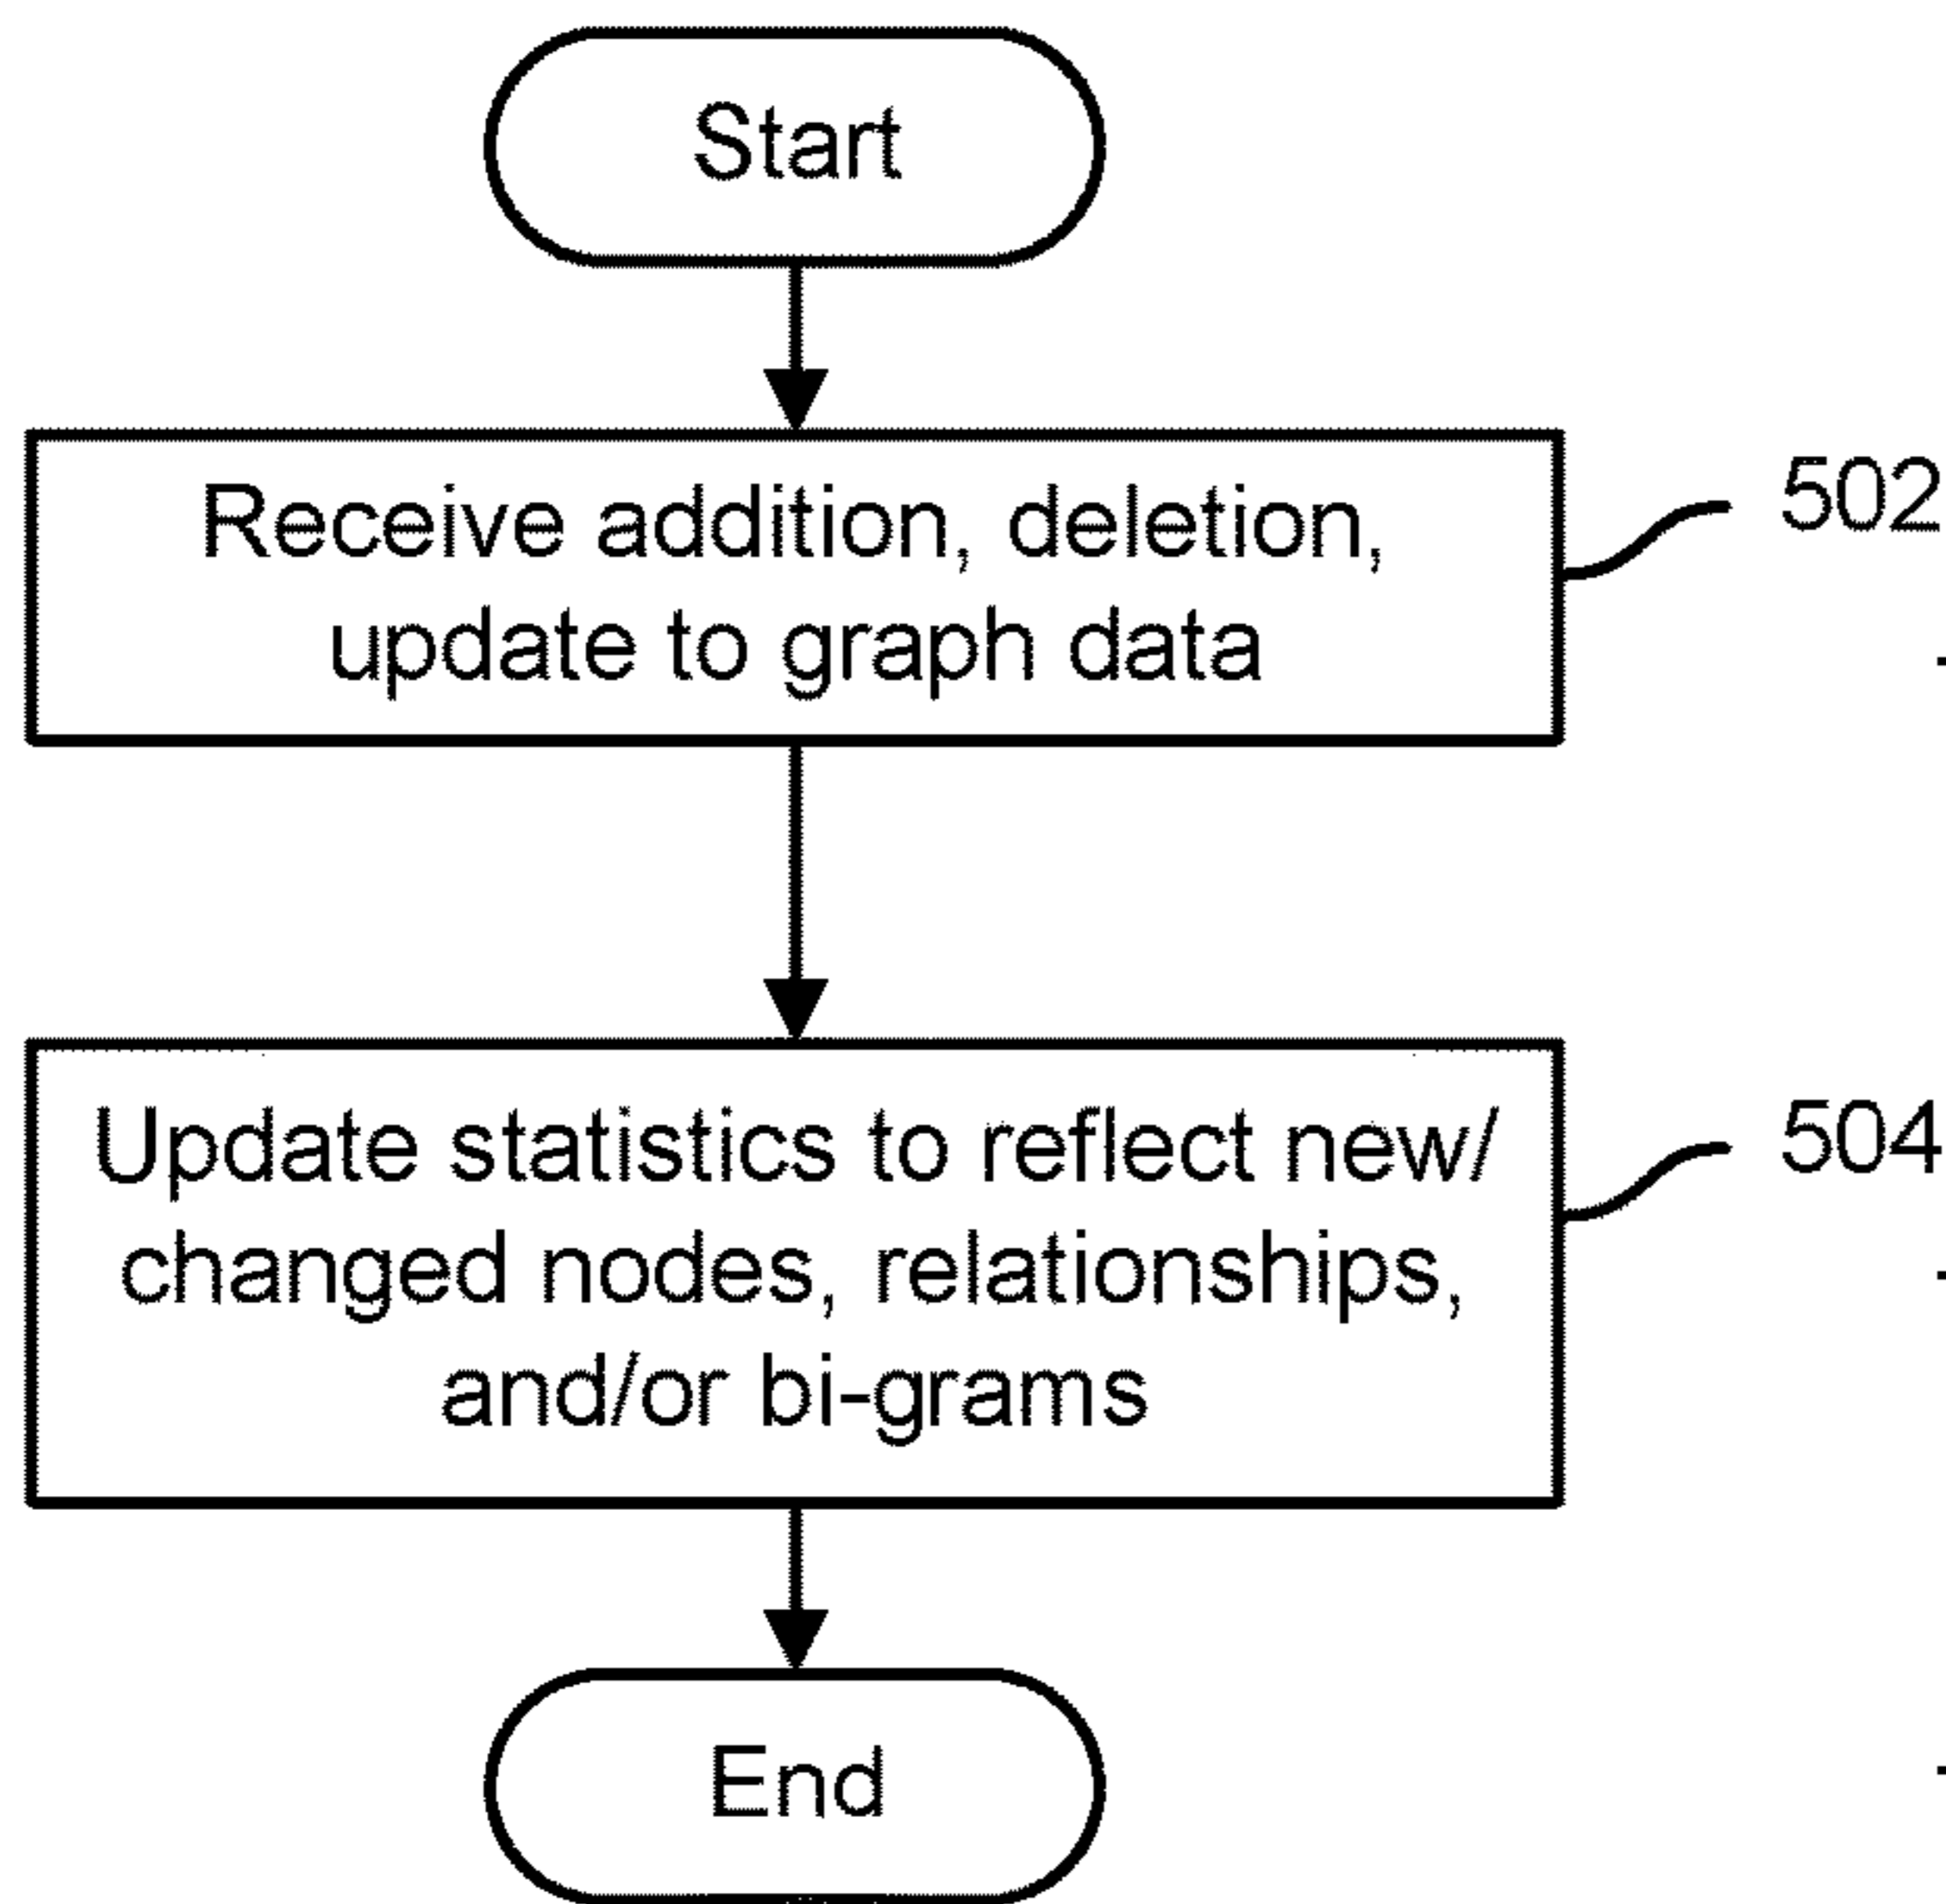 Start
Receive addition, deletion,
update to graph data
502
Update statistics to reflect new/
changed nodes, relationships,
and/or bi-grams
504
End